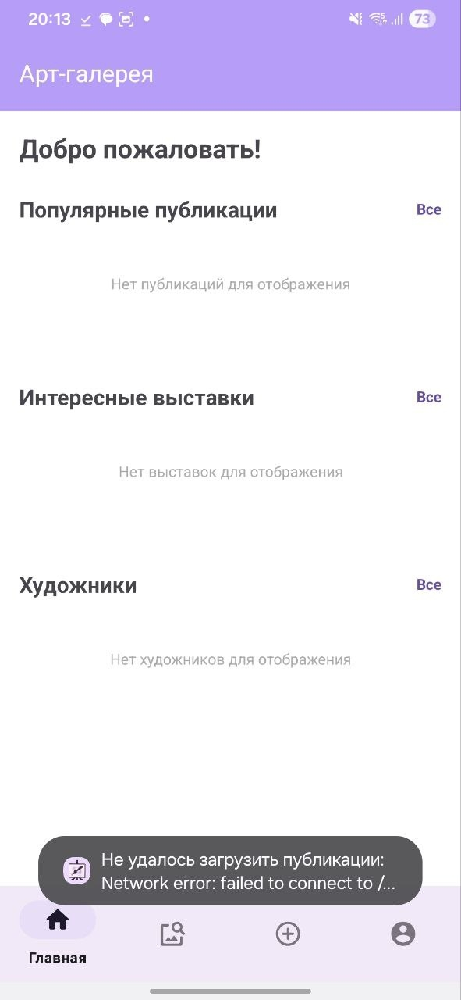 20:13
73
Арт-галерея
Добро пожаловать!
Популярные публикации
Все
Нет публикаций для отображения
Интересные выставки
Все
Нет выставок для отображения
Художники
Все
Нет художников для отображения
Не удалось загрузить публикации:
Network error: failed to connect to /...
Главная